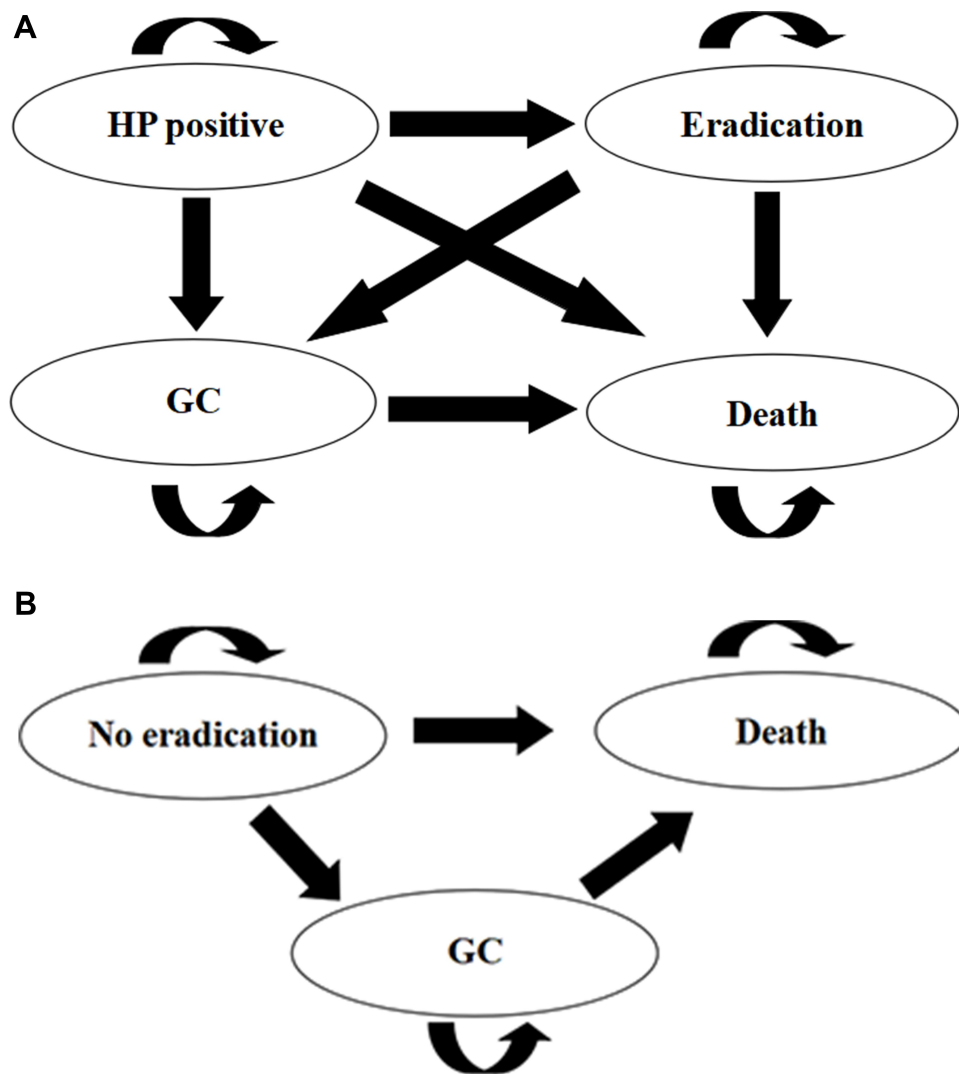 A
HP positive
Eradication
GC
Death
B
No eradication
Death
GC